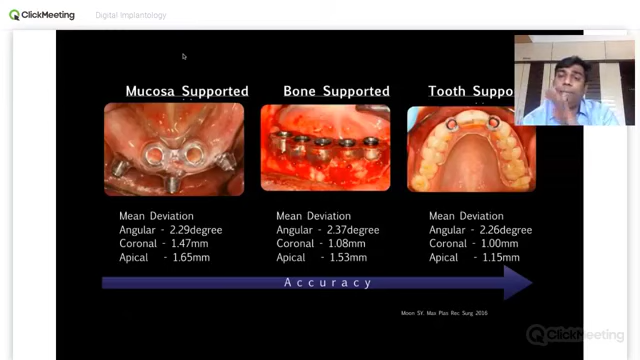 ClickMeeting
Digital Implantology
Mucosa Supported
Bone Supported
Tooth Supp
Mean Deviation
Angular - 2.29degree
Coronal - 1.47mm
Apical - 1.65mm
Mean Deviation
Angular - 2.37degree
Coronal - 1.08mm
Apical - 1.53mm
Mean Deviation
Angular - 2.26degree
Coronal - 1.00mm
Apical - 1.15mm
Accuracy
Moon SY. Max Plas Rec Surg 2016
ClickMeeting